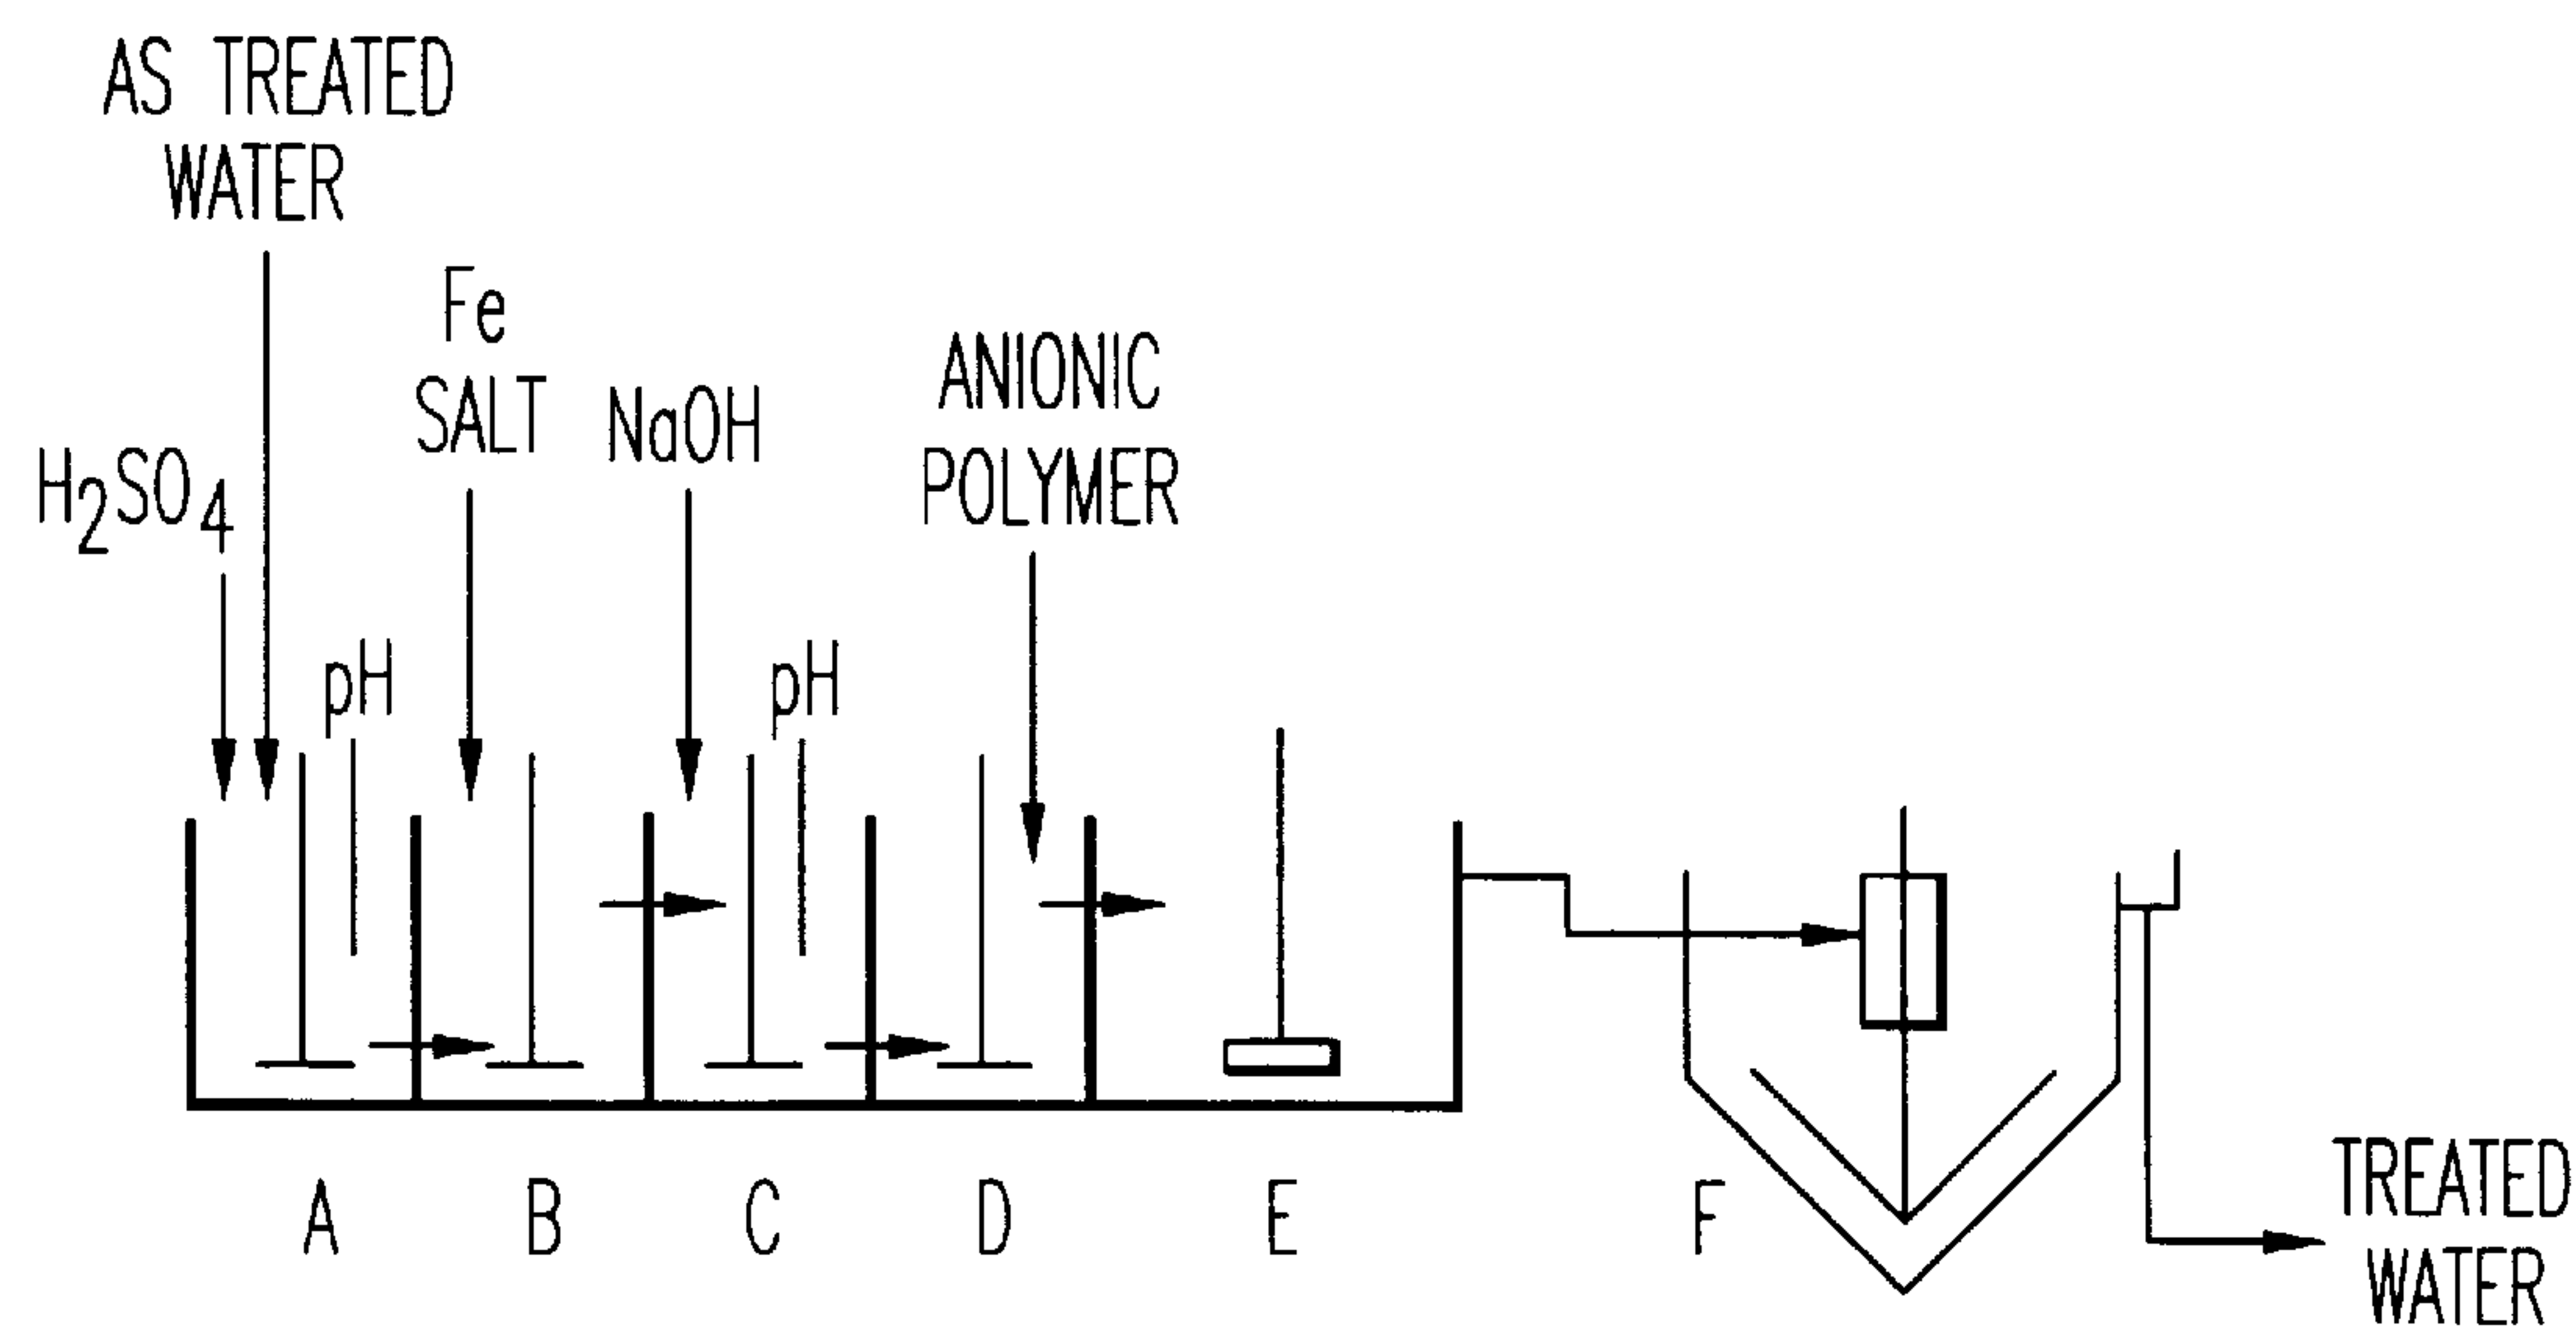 AS TREATED
WATER
Fe
SALT
NaOH
ANIONIC
POLYMER
H₂SO₄
pH
pH
A
B
C
D
E
F
TREATED
WATER